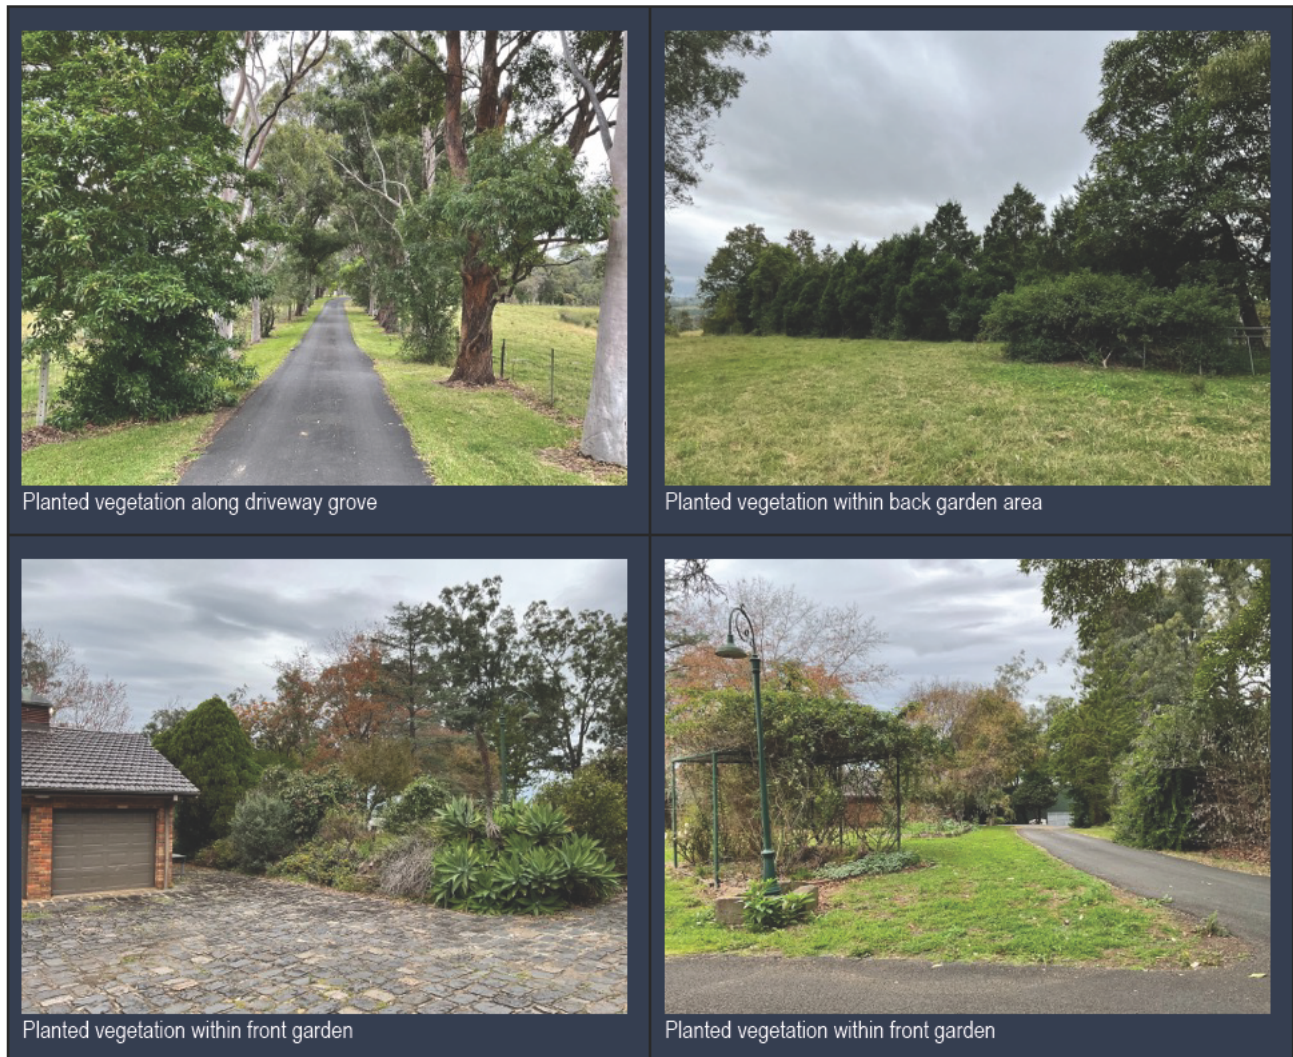 Planted vegetation along driveway grove
Planted vegetation within back garden area
Planted vegetation within front garden
Planted vegetation within front garden